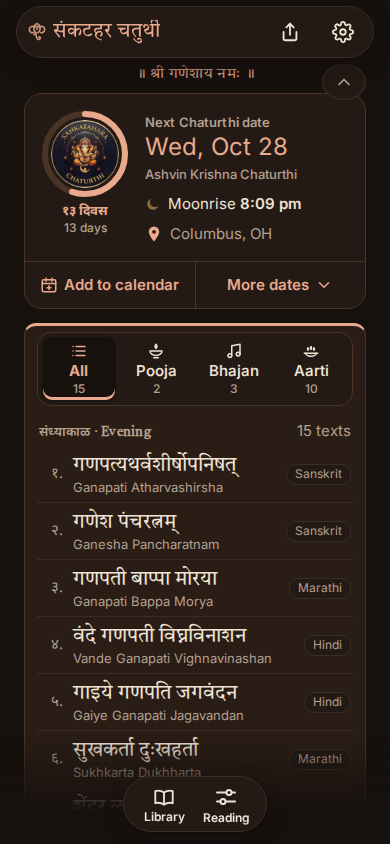 संकटहर चतुर्थी
॥ श्री गणेशाय नमः ॥
SANKATAHARA
CHATURTHI
१३ दिवस
13 days
Next Chaturthi date
Wed, Oct 28
Ashvin Krishna Chaturthi
Moonrise 8:09 pm
Columbus, OH
Add to calendar
More dates
All
15
Pooja
2
Bhajan
3
Aarti
10
संध्याकाळ · Evening
15 texts
१.
गणपत्यथर्वशीर्षोपनिषत्
Ganapati Atharvashirsha
Sanskrit
२.
गणेश पंचरत्नम्
Ganesha Pancharatnam
Sanskrit
३.
गणपती बाप्पा मोरया
Ganapati Bappa Morya
Marathi
४.
वंदे गणपती विघ्नविनाशन
Vande Ganapati Vighnavinashan
Hindi
५.
गाइये गणपति जगवंदन
Gaiye Ganapati Jagavandan
Hindi
६.
सुखकर्ता दुःखहर्ता
Sukhkarta Dukhharta
Marathi
शेंदूर
Library
Reading